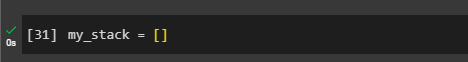 [31] my_stack = []
0s